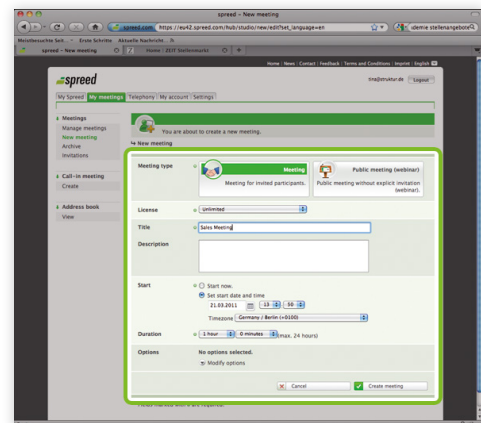 spreed – New meeting
spreed.com https://eu42.spreed.com/hub/studio/new/edit?set_language=en
Meistbesuchte Seit... Erste Schritte Aktuelle Nachricht...
spreed – New meeting
Home | ZEIT Stellenmarkt
Home | News | Contact | Feedback | Terms and Conditions | Imprint | English
spreed
tina@struktur.de Logout
My Spreed My meetings Telephony My account Settings
Meetings
Manage meetings
New meeting
Archive
Invitations
Call-in meeting
Create
Address book
View
You are about to create a new meeting.
New meeting
Meeting type
Meeting
Meeting for invited participants.
Public meeting (webinar)
Public meeting without explicit invitation
(webinar).
License Unlimited
Title Sales Meeting
Description
Start Start now.
Set start date and time
21.03.2011 13 50
Timezone Germany / Berlin (+0100)
Duration 1 hour 0 minutes (max. 24 hours)
Options No options selected.
Modify options
Cancel Create meeting